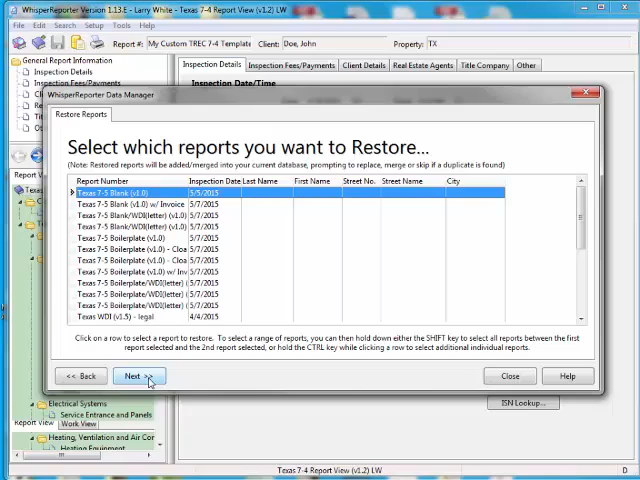 WhisperReporter Version 1.13.E - Larry White - Texas 7-4 Report View (v1.2) LW
File Edit Search Setup Tools Help
Report #: My Custom TREC 7-4 Template Client: Doe, John Property: TX
General Report Information
Inspection Details
Inspection Fees/Payments
Inspection Details Inspection Fees/Payments Client Details Real Estate Agents Title Company Other
Inspection Date/Time
WhisperReporter Data Manager
Restore Reports
Select which reports you want to Restore...
(Note: Restored reports will be added/merged into your current database, prompting to replace, merge or skip if a duplicate is found)
Report Number Inspection Date Last Name First Name Street No. Street Name City
Texas 7-5 Blank (v1.0) 5/5/2015
Texas 7-5 Blank (v1.0) w/ Invoice 5/7/2015
Texas 7-5 Blank/WDI(letter) (v1.0) 5/7/2015
Texas 7-5 Blank/WDI(letter) (v1.0) 5/7/2015
Texas 7-5 Boilerplate (v1.0) 5/7/2015
Texas 7-5 Boilerplate (v1.0) - Cloa 5/7/2015
Texas 7-5 Boilerplate (v1.0) - Cloa 5/7/2015
Texas 7-5 Boilerplate (v1.0) w/ Inv 5/7/2015
Texas 7-5 Boilerplate/WDI(letter) ( 5/7/2015
Texas 7-5 Boilerplate/WDI(letter) ( 5/7/2015
Texas 7-5 Boilerplate/WDI(letter) ( 5/7/2015
Texas WDI (v1.5) - legal 4/4/2015
Click on a row to select a report to restore. To select a range of reports, you can then hold down either the SHIFT key to select all reports between the first
report selected and the 2nd report selected, or hold the CTRL key while clicking a row to select additional individual reports.
<< Back Next >> Close Help
ISN Lookup...
Electrical Systems
Service Entrance and Panels
Report View Work View
Heating, Ventilation and Air Cor
Heating Equipment
Texas 7-4 Report View (v1.2) LW D